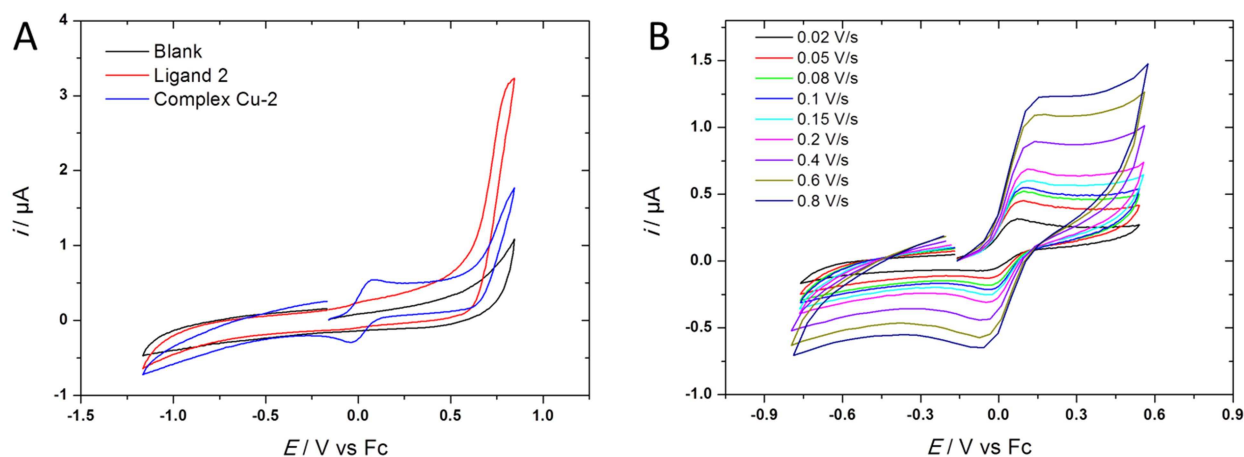 A
Blank
Ligand 2
Complex Cu-2
4
3
2
1
0
-1
i / µA
-1.5
-1.0
-0.5
0.0
0.5
1.0
E / V vs Fc
B
0.02 V/s
0.05 V/s
0.08 V/s
0.1 V/s
0.15 V/s
0.2 V/s
0.4 V/s
0.6 V/s
0.8 V/s
1.5
1.0
0.5
0.0
-0.5
-1.0
i / µA
-0.9
-0.6
-0.3
0.0
0.3
0.6
0.9
E / V vs Fc